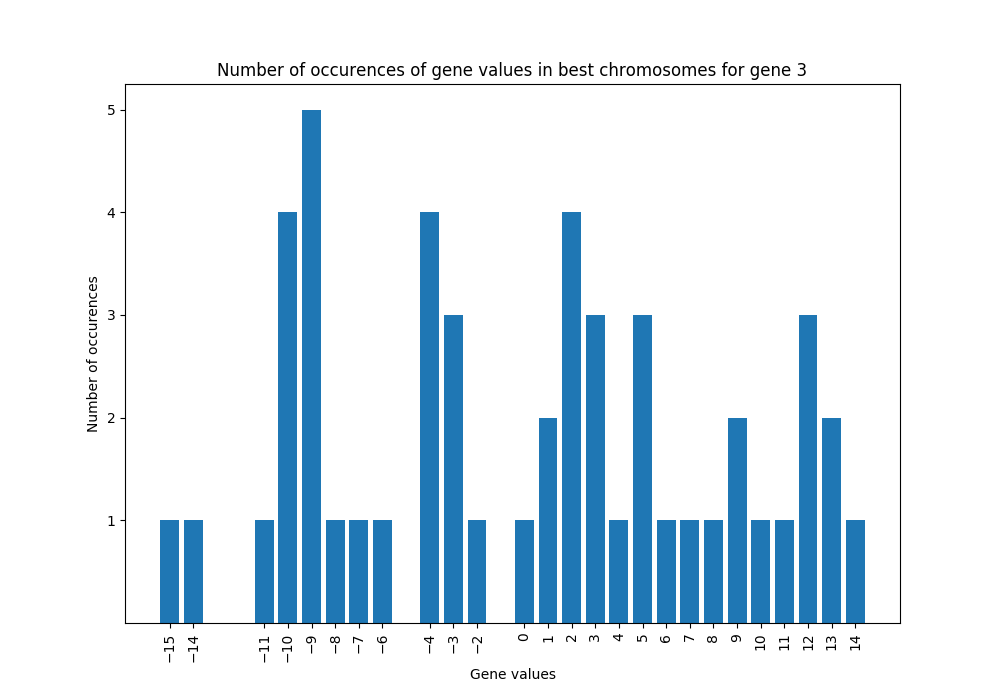 Number of occurences of gene values in best chromosomes for gene 3
Number of occurences
5
4
3
2
1
−15 −14 −11 −10 −9 −8 −7 −6 −4 −3 −2 0 1 2 3 4 5 6 7 8 9 10 11 12 13 14
Gene values